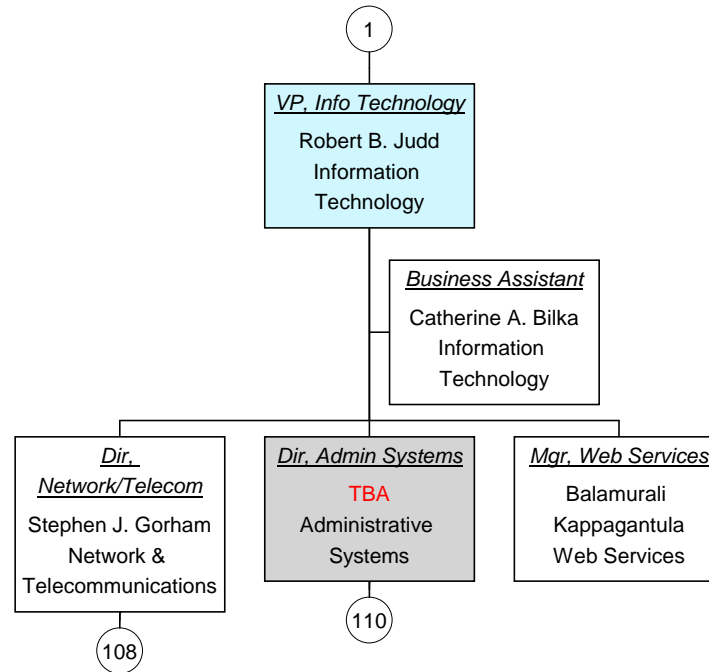 1
VP, Info Technology
Robert B. Judd
Information
Technology
Business Assistant
Catherine A. Bilka
Information
Technology
Dir,
Network/Telecom
Stephen J. Gorham
Network &
Telecommunications
108
Dir, Admin Systems
TBA
Administrative
Systems
110
Mgr, Web Services
Balamurali
Kappagantula
Web Services